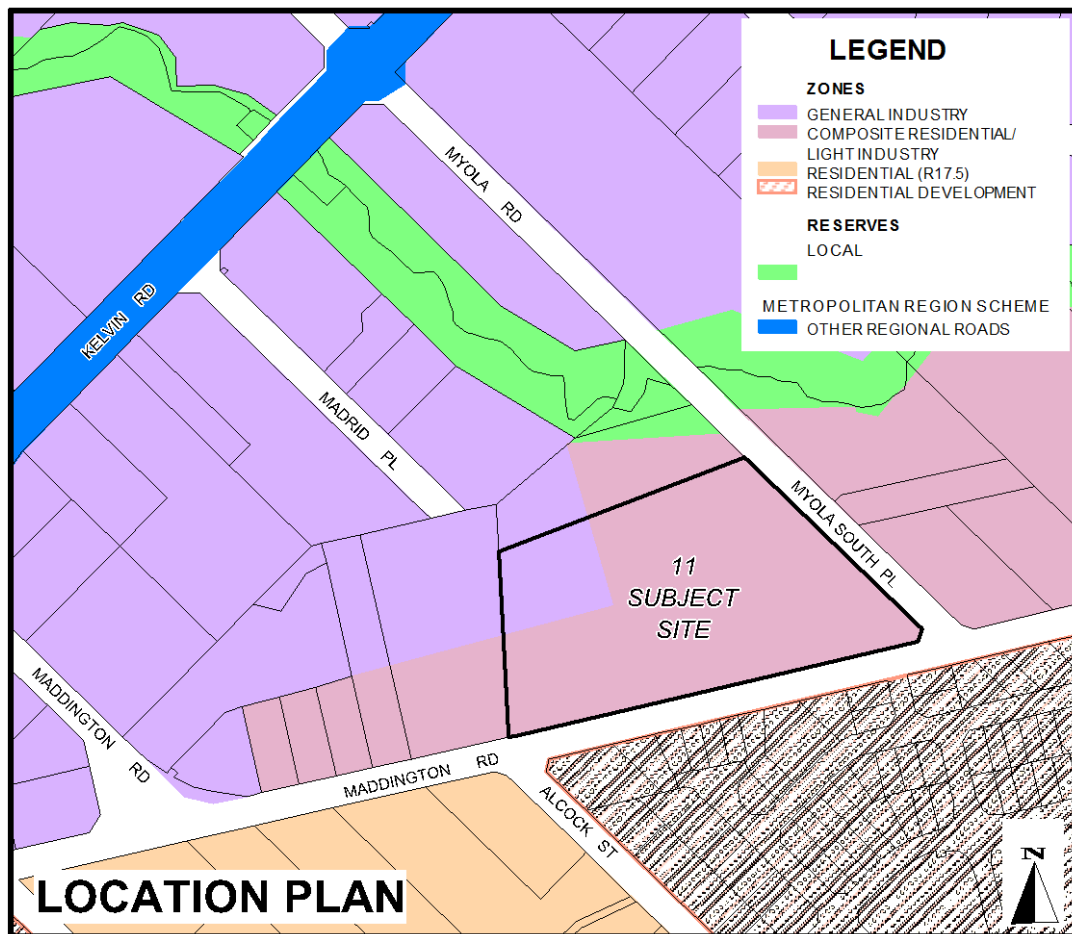 LEGEND
ZONES
GENERAL INDUSTRY
COMPOSITE RESIDENTIAL/
LIGHT INDUSTRY
RESIDENTIAL (R17.5)
RESIDENTIAL DEVELOPMENT
RESERVES
LOCAL
METROPOLITAN REGION SCHEME
OTHER REGIONAL ROADS
MYOLA RD
KELVIN RD
MADRID PL
MYOLA SOUTH PL
11
SUBJECT
SITE
MADDINGTON RD
MADDINGTON RD
ALCOCK ST
N
LOCATION PLAN